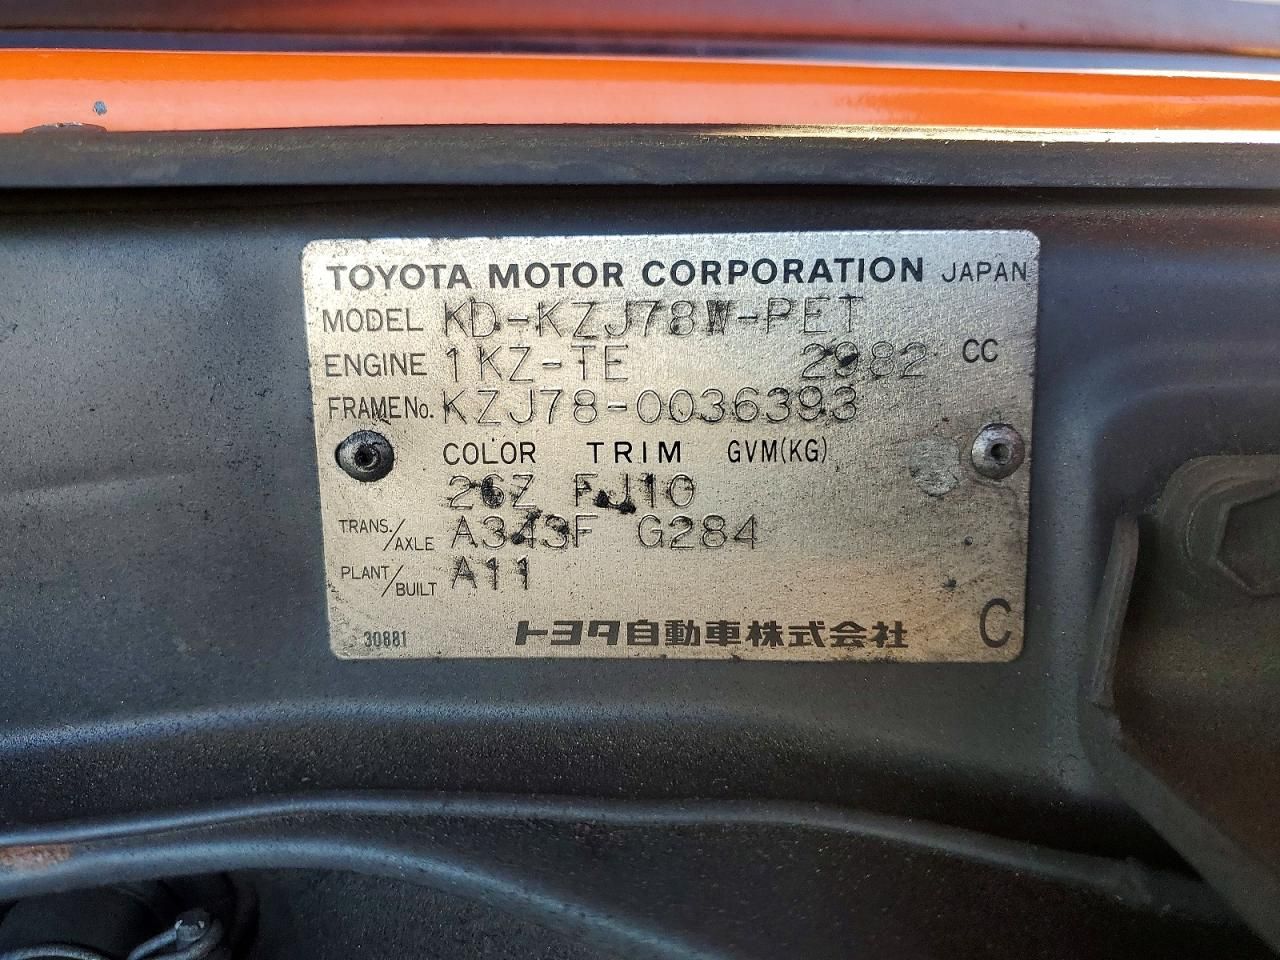 TOYOTA MOTOR CORPORATION JAPAN
MODEL KD-KZJ78W-PET
ENGINE 1KZ-TE 2982 CC
FRAME No. KZJ78-0036393
COLOR TRIM GVM(KG)
26Z FJ10
TRANS./AXLE A343F G284
PLANT/BUILT A11
30881 トヨタ自動車株式会社 C